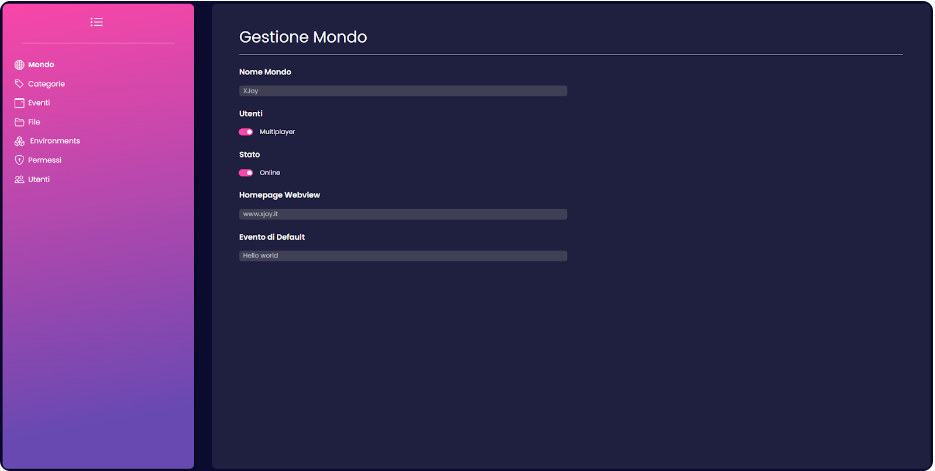 Mondo
Categorie
Eventi
File
Environments
Permessi
Utenti
Gestione Mondo
Nome Mondo
XJoy
Utenti
Multiplayer
Stato
Online
Homepage Webview
www.xjoy.it
Evento di Default
Hello world